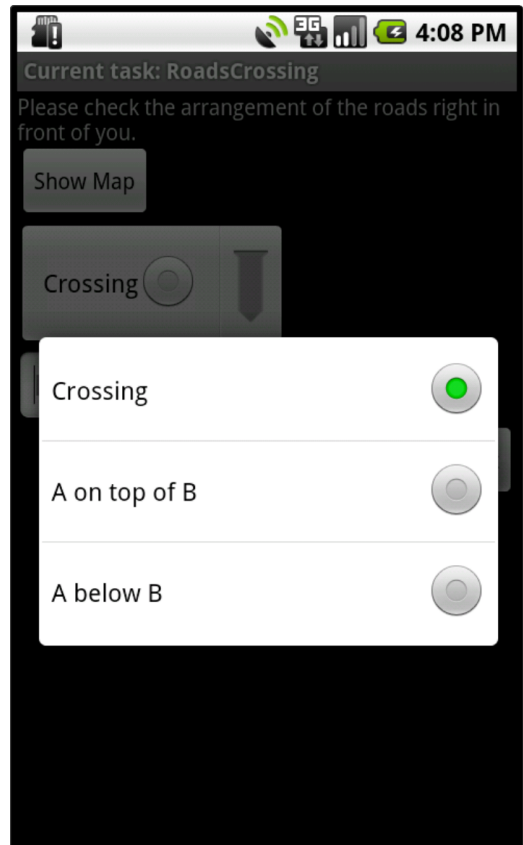 3G
4:08 PM
Current task: RoadsCrossing
Please check the arrangement of the roads right in
front of you.
Show Map
Crossing
Crossing
A on top of B
A below B